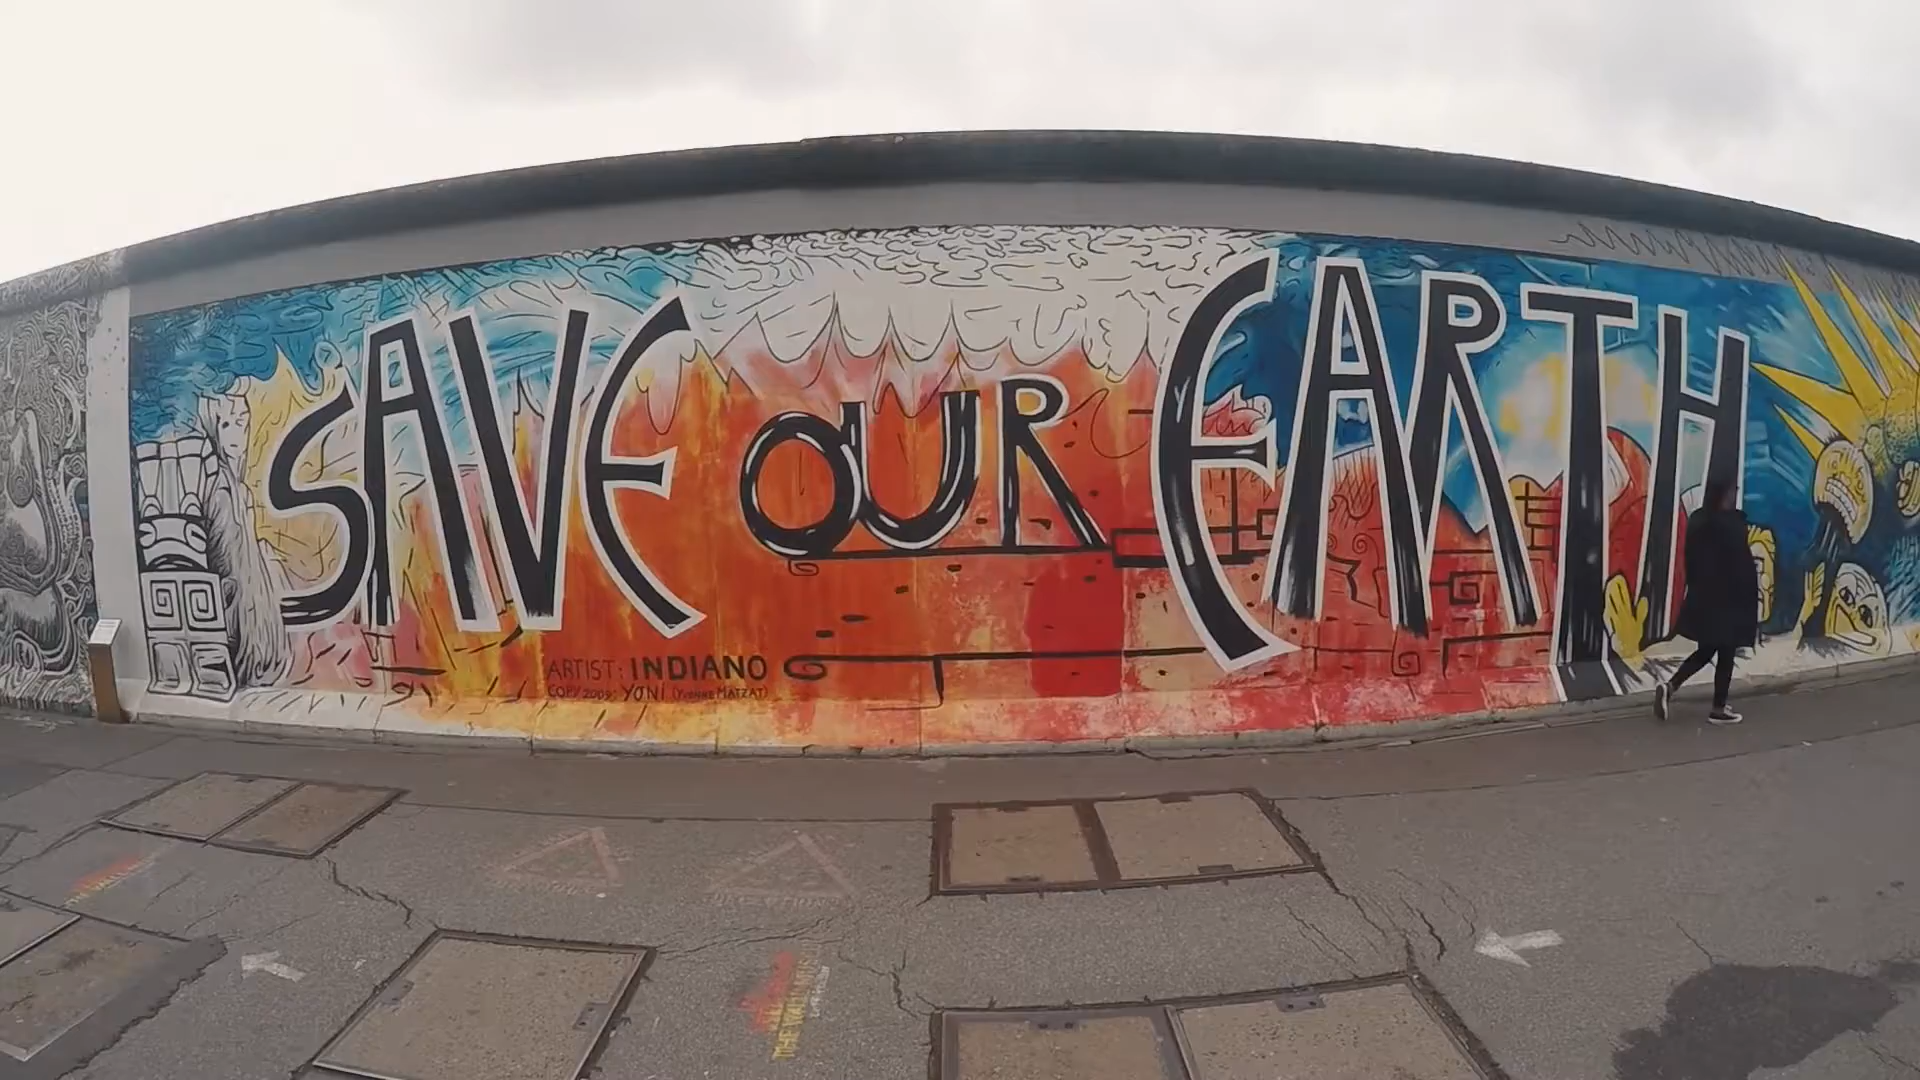 SAVE OUR EARTH
ARTIST: INDIANO
COPY 2009: YONI (YVONNE MATZAT)